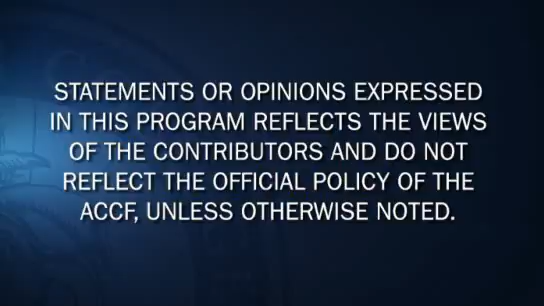 STATEMENTS OR OPINIONS EXPRESSED
IN THIS PROGRAM REFLECTS THE VIEWS
OF THE CONTRIBUTORS AND DO NOT
REFLECT THE OFFICIAL POLICY OF THE
ACCF, UNLESS OTHERWISE NOTED.